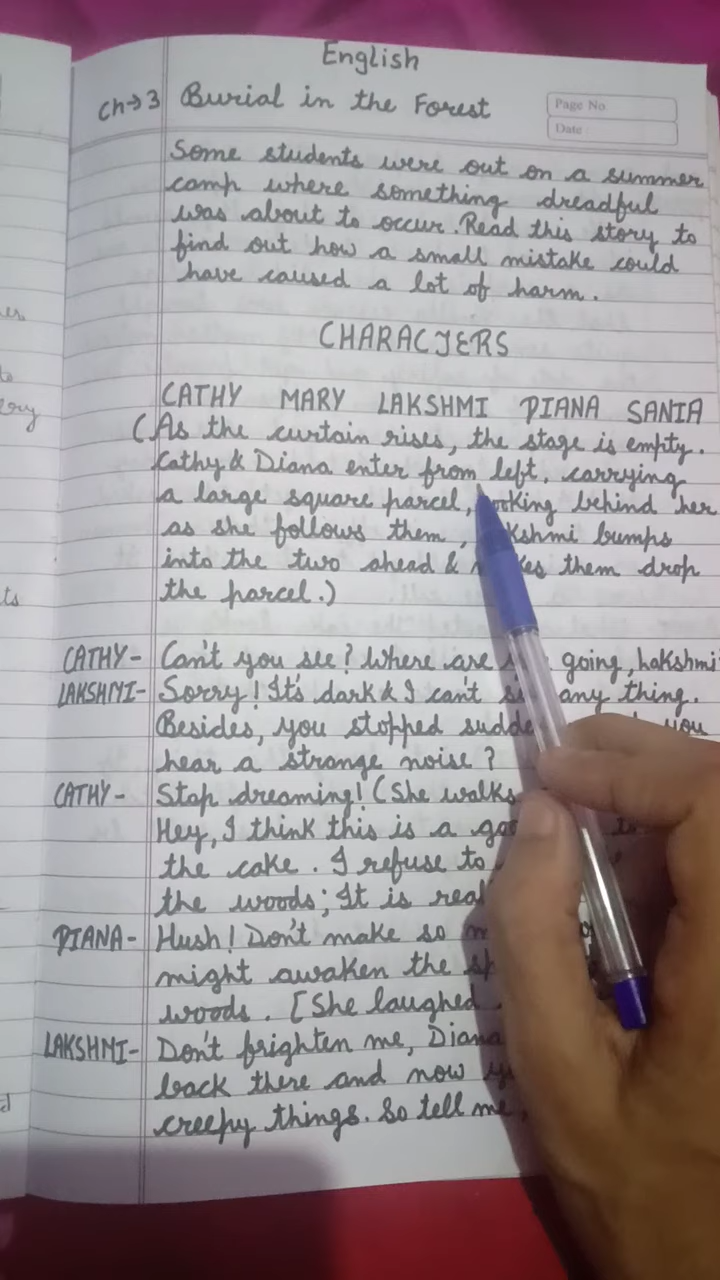 English
Ch→3 Burial in the Forest
Page No
Date
Some students were out on a summer
camp where something dreadful
was about to occur. Read this story to
find out how a small mistake could
have caused a lot of harm.
CHARACTERS
CATHY MARY LAKSHMI DIANA SANIA
(As the curtain rises, the stage is empty.
Cathy & Diana enter from left, carrying
a large square parcel, looking behind her
as she follows them, bumps
into the two ahead & them drop
the parcel.)
CATHY- Can't you see? Where are going, Lakshmi
LAKSHMI- Sorry! It's dark & I can't any thing.
Besides, you stopped you
hear a strange noise?
CATHY- Stop dreaming! (She walks
Hey, I think this is a
the cake. I refuse to
the woods; It is
DIANA- Hush! Don't make so
might awaken the
woods. [She laughed
LAKSHMI- Don't frighten me, Diana
back there and now
creepy things. So tell me,